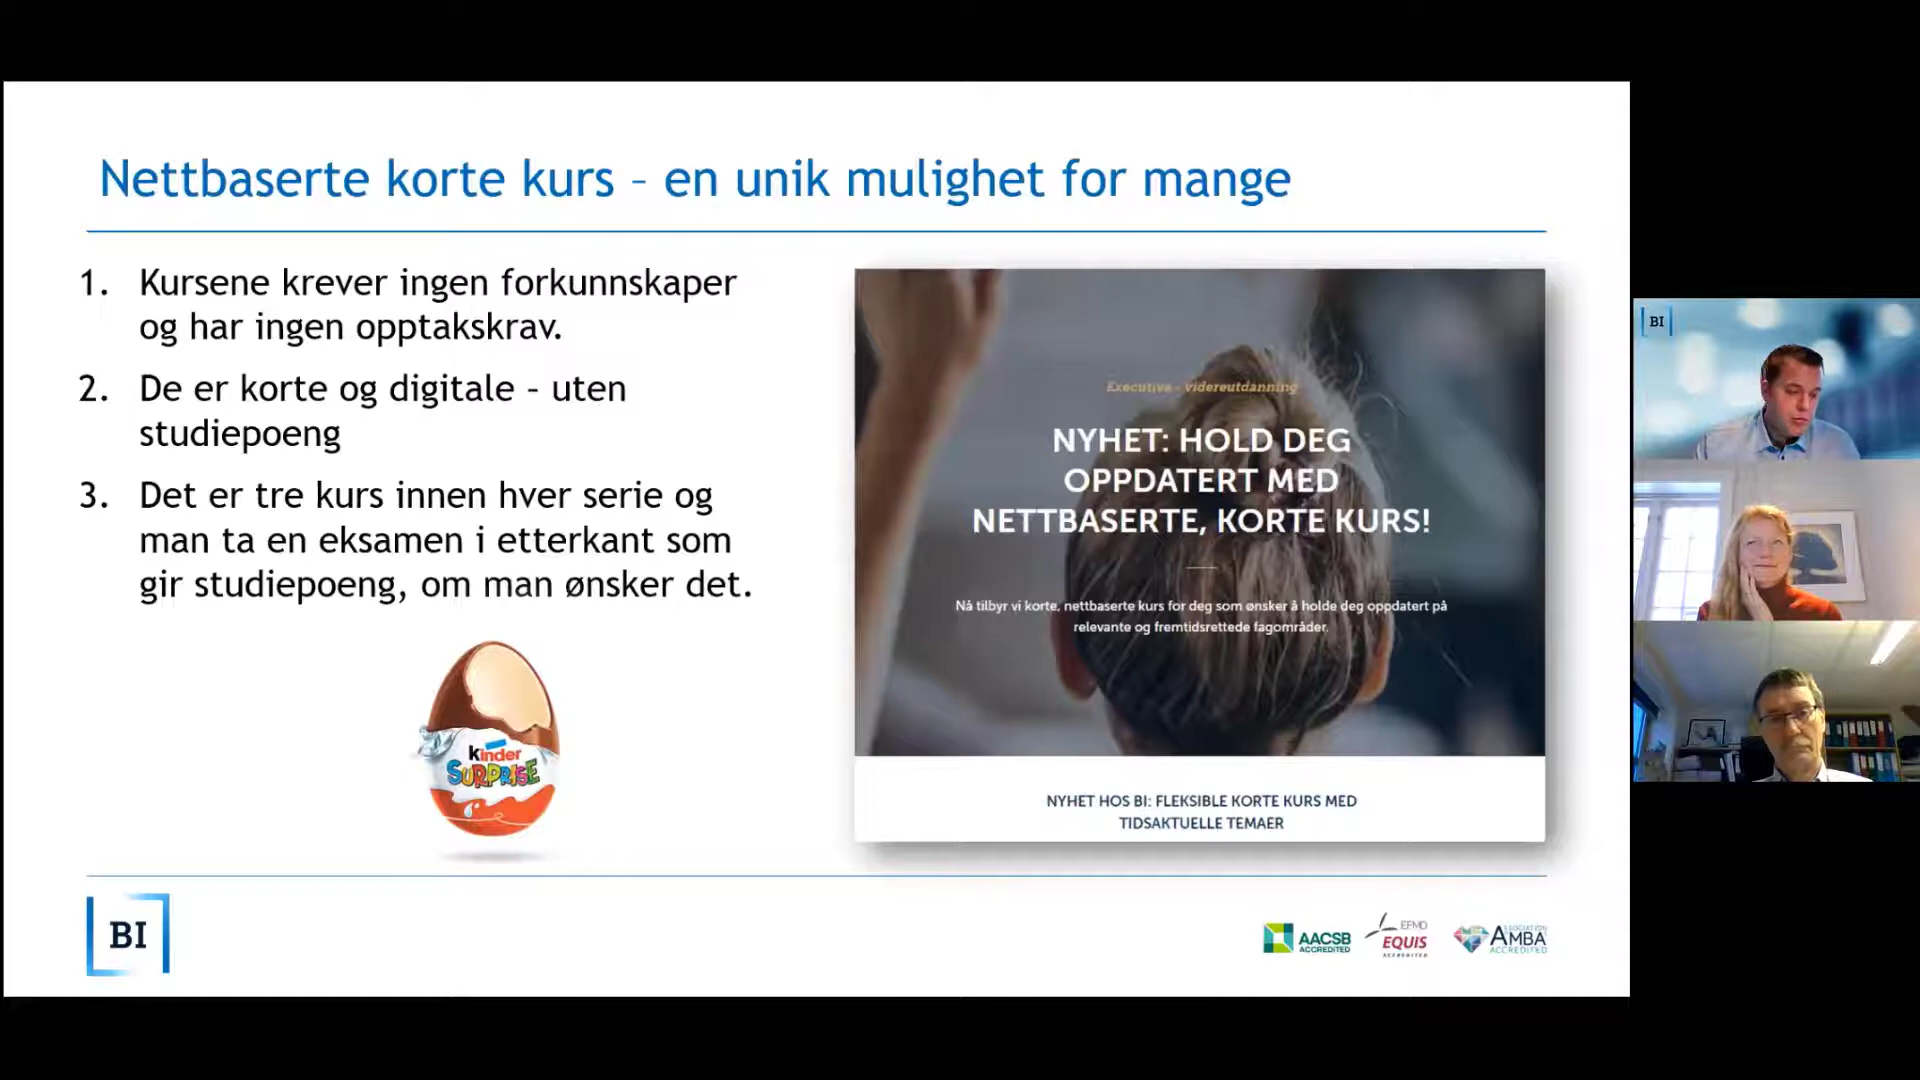 Nettbaserte korte kurs – en unik mulighet for mange
1. Kursene krever ingen forkunnskaper
og har ingen opptakskrav.
2. De er korte og digitale – uten
studiepoeng
3. Det er tre kurs innen hver serie og
man ta en eksamen i etterkant som
gir studiepoeng, om man ønsker det.
kinder
SURPRISE
Executive - videreutdanning
NYHET: HOLD DEG
OPPDATERT MED
NETTBASERTE, KORTE KURS!
Nå tilbyr vi korte, nettbaserte kurs for deg som ønsker å holde deg oppdatert på
relevante og fremtidsrettede fagområder.
NYHET HOS BI: FLEKSIBLE KORTE KURS MED
TIDSAKTUELLE TEMAER
BI
AACSB
ACCREDITED
EFMD
EQUIS
ACCREDITED
ASSOCIATION
AMBA
ACCREDITED
BI